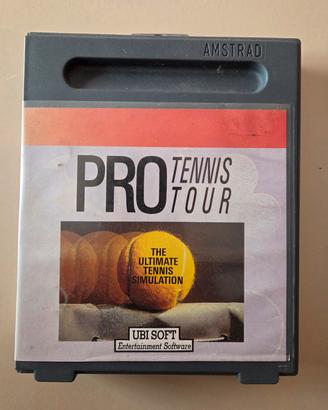 AMSTRAD
PRO TENNIS
TOUR
THE
ULTIMATE
TENNIS
SIMULATION
UBI SOFT
Entertainment Software